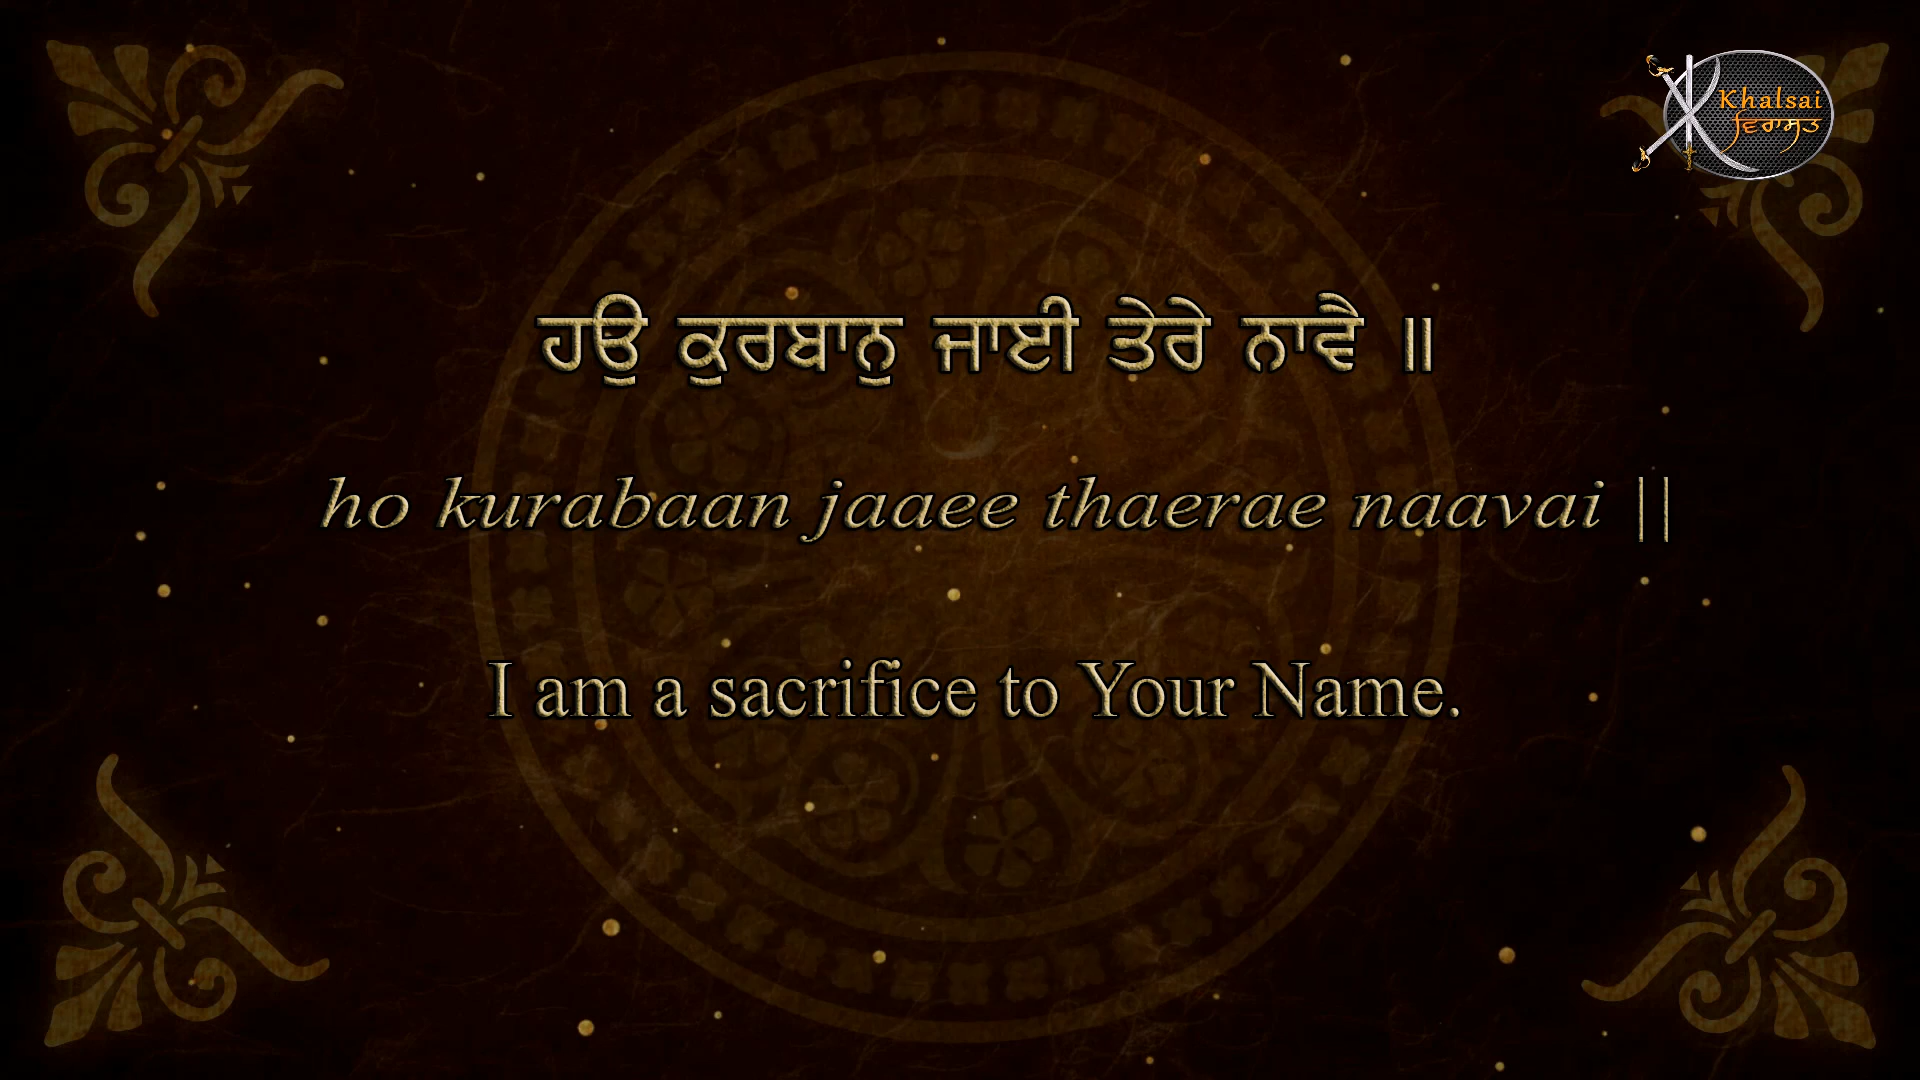 Khalsai
ਵਿਰਾਸਤ
ਹਉ ਕੁਰਬਾਨੁ ਜਾਈ ਤੇਰੇ ਨਾਵੈ ॥
ho kurabaan jaaee thaerae naavai ||
I am a sacrifice to Your Name.